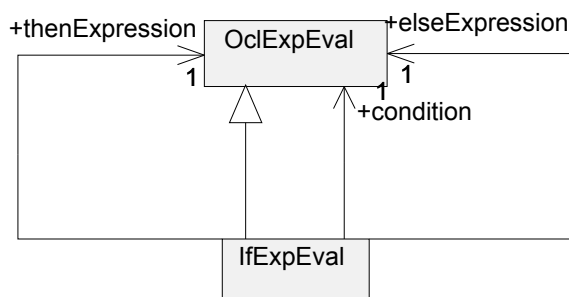 +thenExpression
OclExpEval
+elseExpression
1
1
1
+condition
IfExpEval